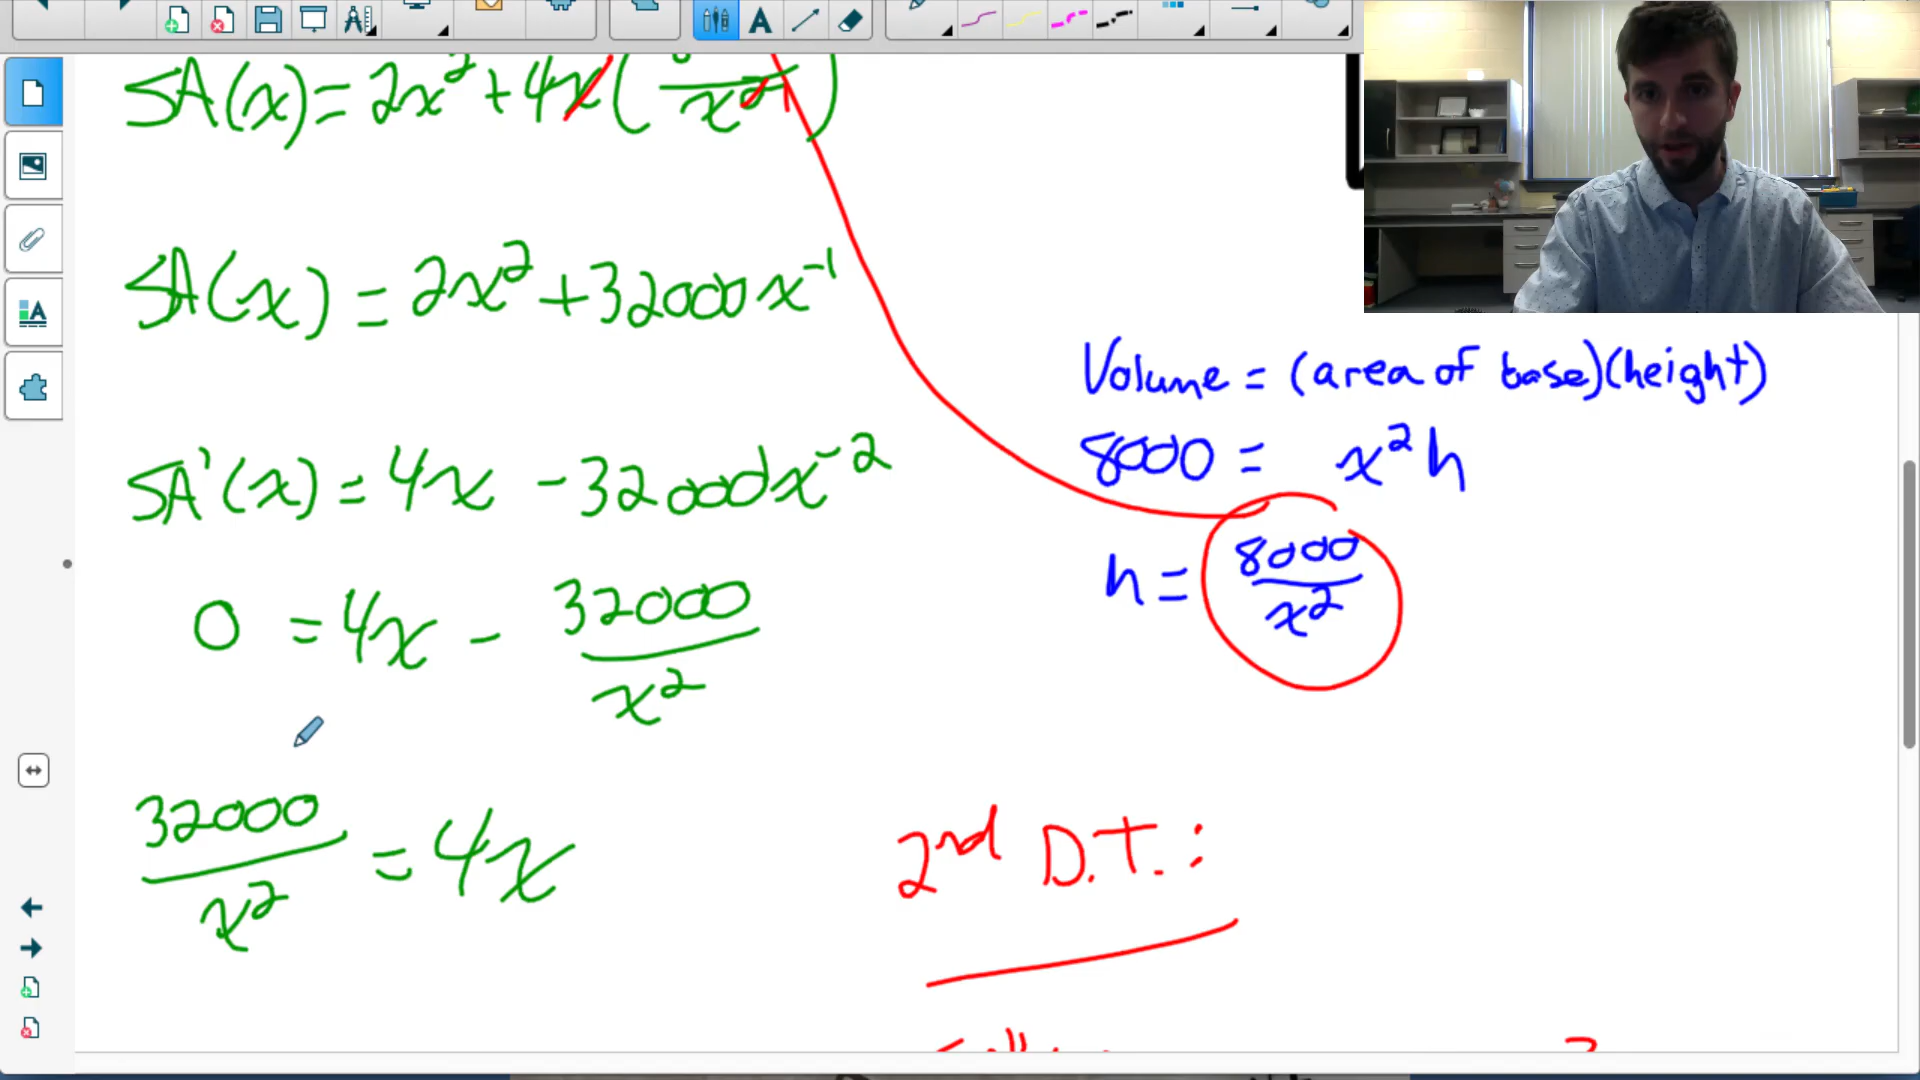 SA(x) = 2x² + 4x( /x²)
SA(x) = 2x² + 32000x⁻¹
SA'(x) = 4x - 32000x⁻²
0 = 4x - 32000/x²
32000/x² = 4x
Volume = (area of base)(height)
8000 = x²h
h = 8000/x²
2nd D.T.: